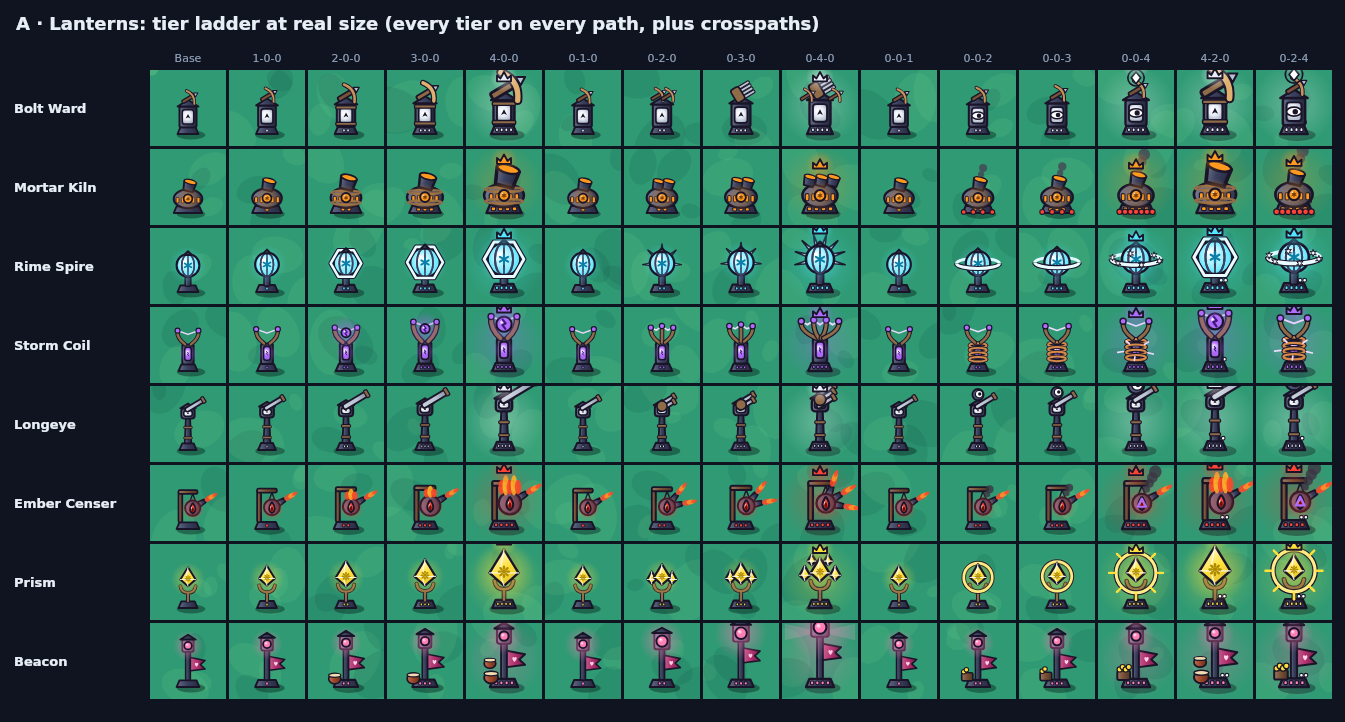 A · Lanterns: tier ladder at real size (every tier on every path, plus crosspaths)
Base 1-0-0 2-0-0 3-0-0 4-0-0 0-1-0 0-2-0 0-3-0 0-4-0 0-0-1 0-0-2 0-0-3 0-0-4 4-2-0 0-2-4
Bolt Ward
Mortar Kiln
Rime Spire
Storm Coil
Longeye
Ember Censer
Prism
Beacon